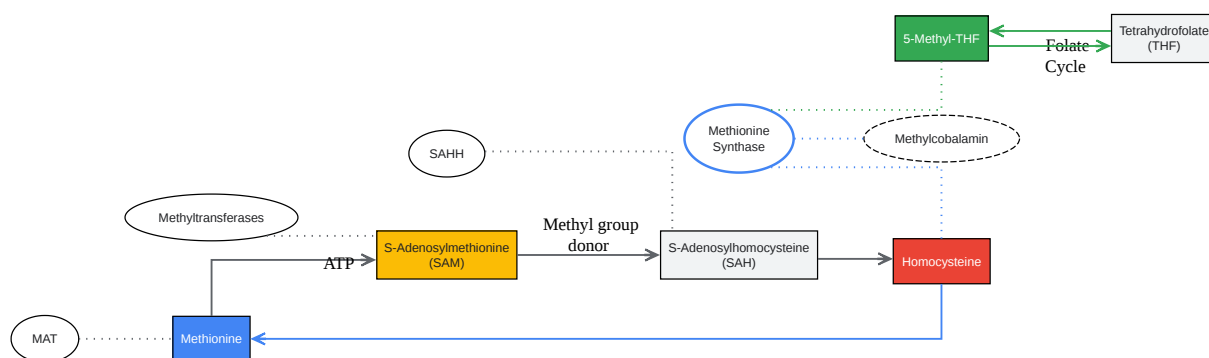 5-Methyl-THF
Tetrahydrofolate
(THF)
Folate
Cycle
Methionine
Synthase
Methylcobalamin
SAHH
Methyltransferases
S-Adenosylmethionine
(SAM)
Methyl group
donor
S-Adenosylhomocysteine
(SAH)
Homocysteine
ATP
MAT
Methionine